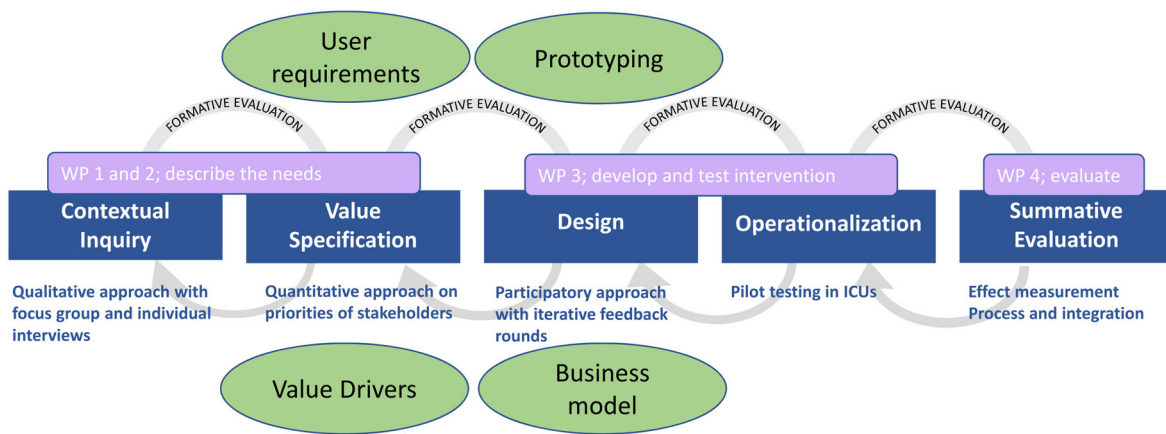 User
requirements
Prototyping
FORMATIVE EVALUATION
FORMATIVE EVALUATION
FORMATIVE EVALUATION
FORMATIVE EVALUATION
WP 1 and 2; describe the needs
WP 3; develop and test intervention
WP 4; evaluate
Contextual
Inquiry
Value
Specification
Design
Operationalization
Summative
Evaluation
Qualitative approach with
focus group and individual
interviews
Quantitative approach on
priorities of stakeholders
Participatory approach
with iterative feedback
rounds
Pilot testing in ICUs
Effect measurement
Process and integration
Value Drivers
Business
model